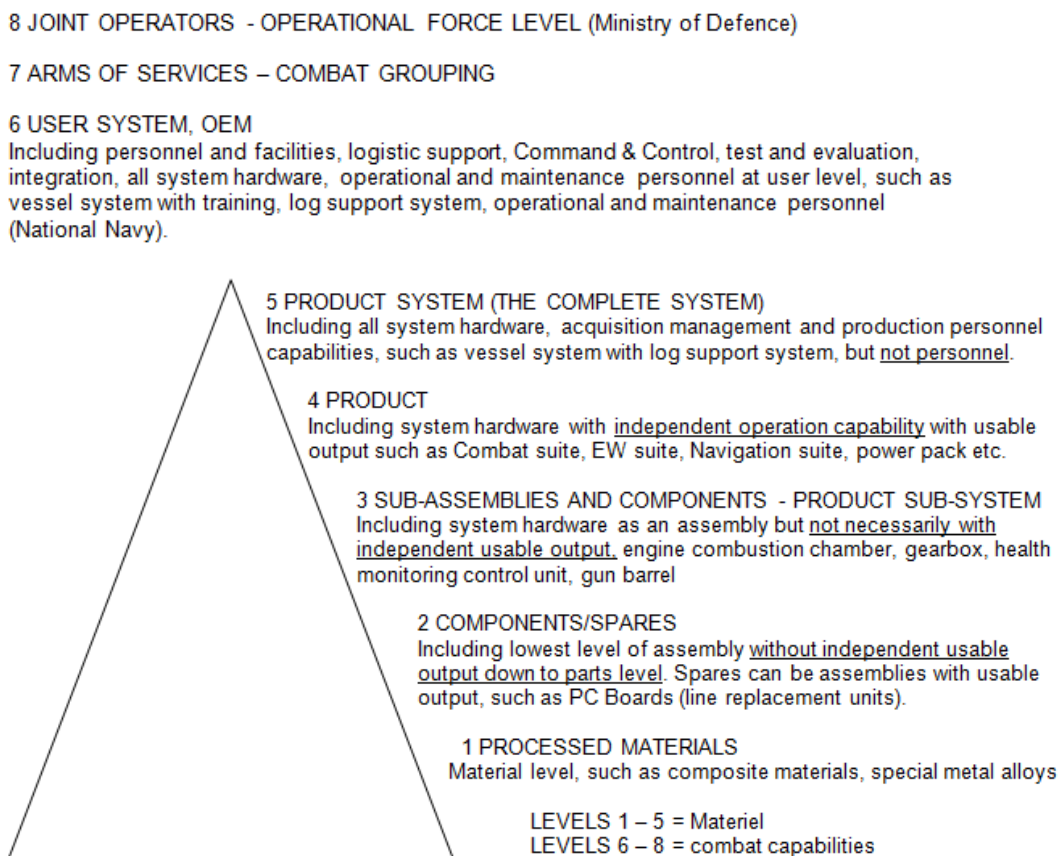 8 JOINT OPERATORS - OPERATIONAL FORCE LEVEL (Ministry of Defence)
7 ARMS OF SERVICES – COMBAT GROUPING
6 USER SYSTEM, OEM
Including personnel and facilities, logistic support, Command & Control, test and evaluation,
integration, all system hardware, operational and maintenance personnel at user level, such as
vessel system with training, log support system, operational and maintenance personnel
(National Navy).
5 PRODUCT SYSTEM (THE COMPLETE SYSTEM)
Including all system hardware, acquisition management and production personnel
capabilities, such as vessel system with log support system, but not personnel.
4 PRODUCT
Including system hardware with independent operation capability with usable
output such as Combat suite, EW suite, Navigation suite, power pack etc.
3 SUB-ASSEMBLIES AND COMPONENTS - PRODUCT SUB-SYSTEM
Including system hardware as an assembly but not necessarily with
independent usable output, engine combustion chamber, gearbox, health
monitoring control unit, gun barrel
2 COMPONENTS/SPARES
Including lowest level of assembly without independent usable
output down to parts level. Spares can be assemblies with usable
output, such as PC Boards (line replacement units).
1 PROCESSED MATERIALS
Material level, such as composite materials, special metal alloys
LEVELS 1 – 5 = Materiel
LEVELS 6 – 8 = combat capabilities